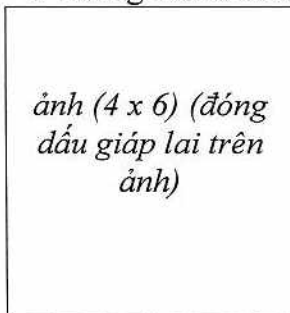 ảnh (4 x 6) (đóng
dấu giáp lai trên
ảnh)